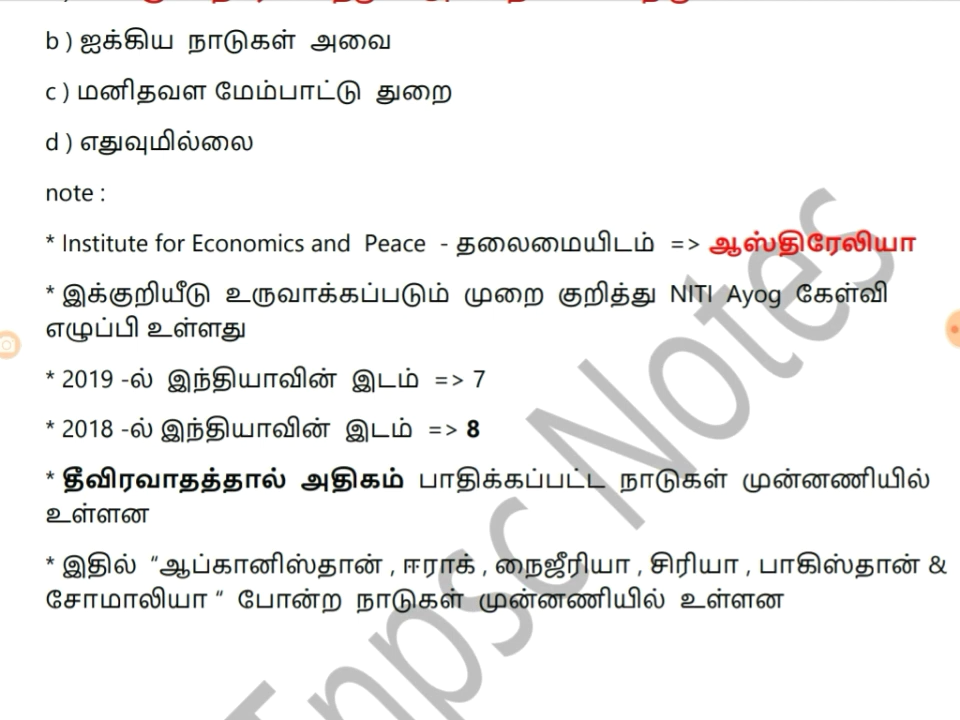 b ) ஐக்கிய நாடுகள் அவை
c ) மனிதவள மேம்பாட்டு துறை
d ) எதுவுமில்லை
note :
* Institute for Economics and Peace - தலைமையிடம் => ஆஸ்திரேலியா
* இக்குறியீடு உருவாக்கப்படும் முறை குறித்து NITI Ayog கேள்வி
எழுப்பி உள்ளது
* 2019 -ல் இந்தியாவின் இடம் => 7
* 2018 -ல் இந்தியாவின் இடம் => 8
* தீவிரவாதத்தால் அதிகம் பாதிக்கப்பட்ட நாடுகள் முன்னணியில்
உள்ளன
* இதில் “ஆப்கானிஸ்தான் , ஈராக் , நைஜீரியா , சிரியா , பாகிஸ்தான் &
சோமாலியா “ போன்ற நாடுகள் முன்னணியில் உள்ளன
Tnpsc Notes